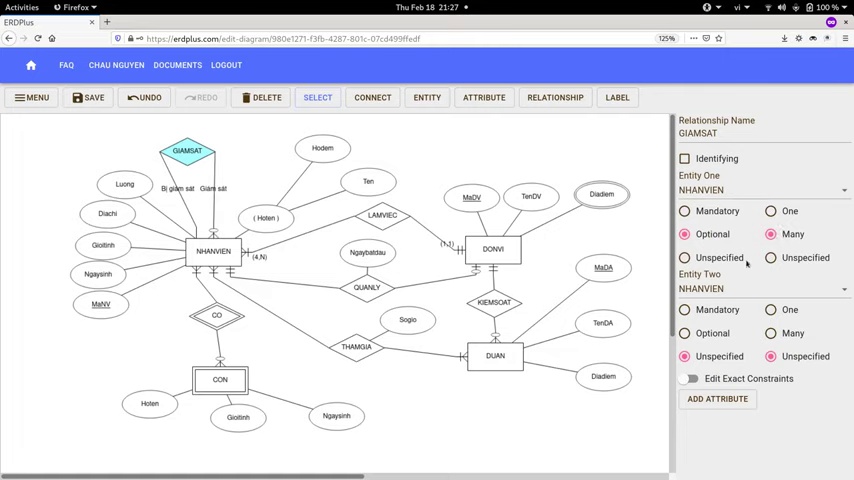 Activities
Firefox
Thu Feb 18 21:27
vi
100 %
ERDPlus
https://erdplus.com/edit-diagram/980e1271-f3fb-4287-801c-07cd499ffedf
125%
FAQ
CHAU NGUYEN
DOCUMENTS
LOGOUT
MENU
SAVE
UNDO
REDO
DELETE
SELECT
CONNECT
ENTITY
ATTRIBUTE
RELATIONSHIP
LABEL
GIAMSAT
Hodem
Bị giám sát
Giám sát
Luong
Ten
Diachi
( Hoten )
LAMVIEC
MaDV
TenDV
Diadiem
Gioitinh
NHANVIEN
(4,N)
(1,1)
DONVI
Ngaysinh
Ngaybatdau
MaNV
QUANLY
MaDA
CO
KIEMSOAT
Sogio
TenDA
THAMGIA
DUAN
CON
Diadiem
Hoten
Gioitinh
Ngaysinh
Relationship Name
GIAMSAT
Identifying
Entity One
NHANVIEN
Mandatory
One
Optional
Many
Unspecified
Unspecified
Entity Two
NHANVIEN
Mandatory
One
Optional
Many
Unspecified
Unspecified
Edit Exact Constraints
ADD ATTRIBUTE